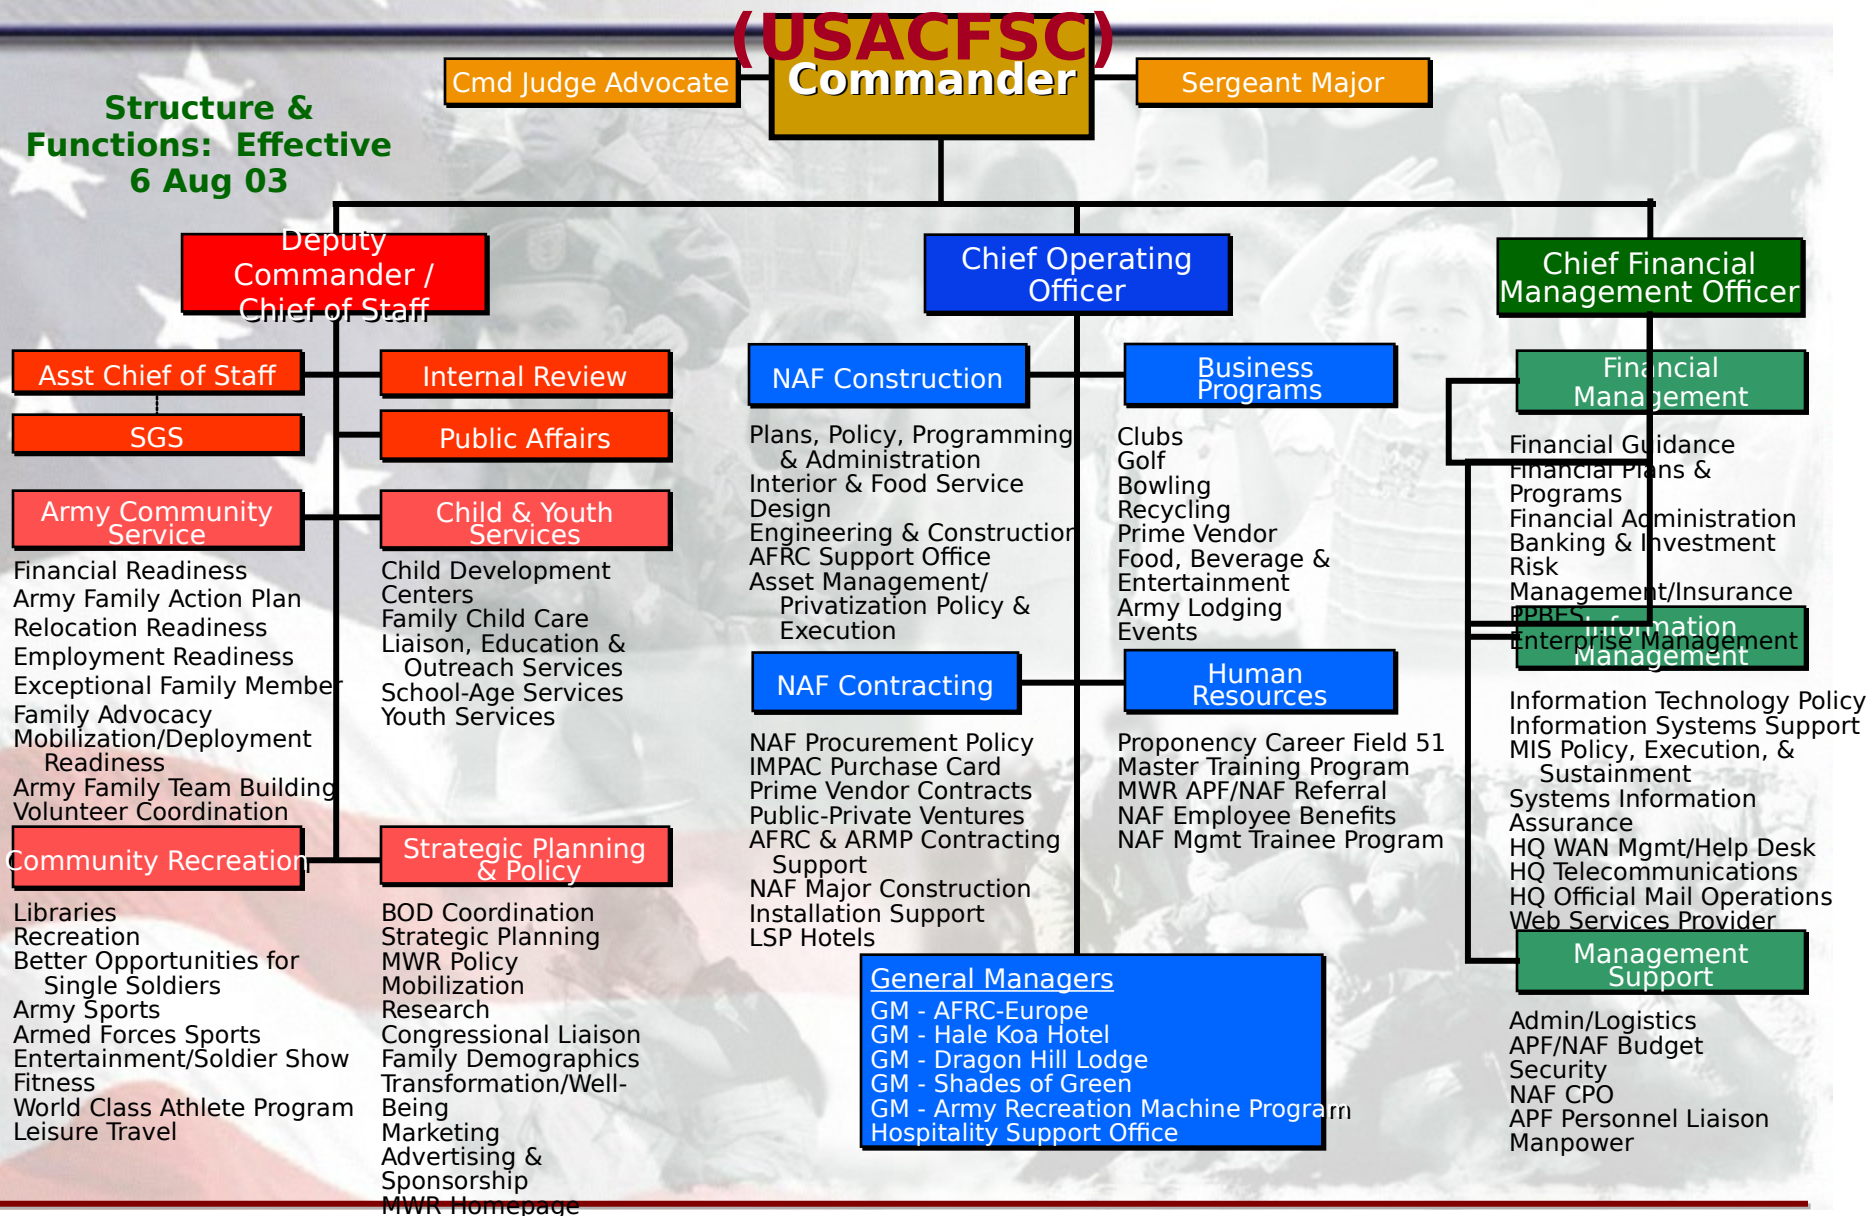 (USACFSC)
Commander
Cmd Judge Advocate
Sergeant Major
Structure &
Functions:  Effective
6 Aug 03
Deputy
Commander /
Chief of Staff
Asst Chief of Staff
SGS
Internal Review
Public Affairs
Army Community
Service
Financial Readiness
Army Family Action Plan
Relocation Readiness
Employment Readiness
Exceptional Family Member
Family Advocacy
Mobilization/Deployment
Readiness
Army Family Team Building
Volunteer Coordination
Child & Youth
Services
Child Development
Centers
Family Child Care
Liaison, Education &
Outreach Services
School-Age Services
Youth Services
Community Recreation
Libraries
Recreation
Better Opportunities for
Single Soldiers
Army Sports
Armed Forces Sports
Entertainment/Soldier Show
Fitness
World Class Athlete Program
Leisure Travel
Strategic Planning
& Policy
BOD Coordination
Strategic Planning
MWR Policy
Mobilization
Research
Congressional Liaison
Family Demographics
Transformation/Well-
Being
Marketing
Advertising &
Sponsorship
MWR Homepage
Chief Operating
Officer
NAF Construction
Plans, Policy, Programming
& Administration
Interior & Food Service
Design
Engineering & Construction
AFRC Support Office
Asset Management/
Privatization Policy &
Execution
Business
Programs
Clubs
Golf
Bowling
Recycling
Prime Vendor
Food, Beverage &
Entertainment
Army Lodging
Events
NAF Contracting
NAF Procurement Policy
IMPAC Purchase Card
Prime Vendor Contracts
Public-Private Ventures
AFRC & ARMP Contracting
Support
NAF Major Construction
Installation Support
LSP Hotels
Human
Resources
Proponency Career Field 51
Master Training Program
MWR APF/NAF Referral
NAF Employee Benefits
NAF Mgmt Trainee Program
General Managers
GM - AFRC-Europe
GM - Hale Koa Hotel
GM - Dragon Hill Lodge
GM - Shades of Green
GM - Army Recreation Machine Program
Hospitality Support Office
Chief Financial
Management Officer
Financial
Management
Financial Guidance
Financial Plans &
Programs
Financial Administration
Banking & Investment
Risk
Management/Insurance
PPBES
Enterprise Management
Information
Management
Information Technology Policy
Information Systems Support
MIS Policy, Execution, &
Sustainment
Systems Information
Assurance
HQ WAN Mgmt/Help Desk
HQ Telecommunications
HQ Official Mail Operations
Web Services Provider
Management
Support
Admin/Logistics
APF/NAF Budget
Security
NAF CPO
APF Personnel Liaison
Manpower